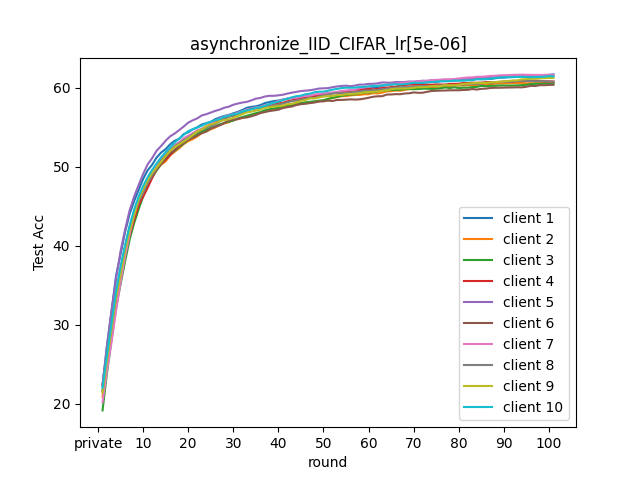 asynchronize_IID_CIFAR_lr[5e-06]
Test Acc
60
50
40
30
20
private 10 20 30 40 50 60 70 80 90 100
round
client 1
client 2
client 3
client 4
client 5
client 6
client 7
client 8
client 9
client 10